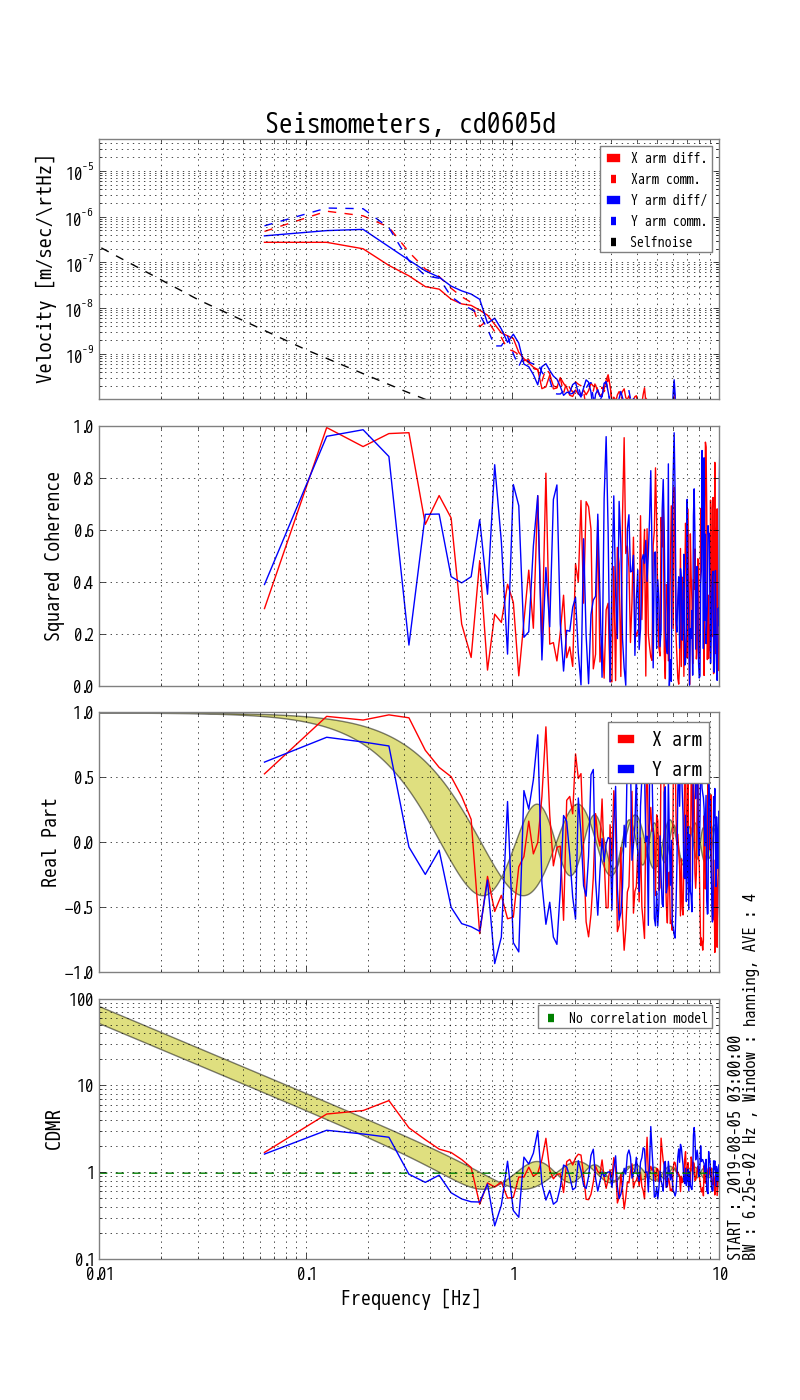 Seismometers, cd0605d
Velocity [m/sec/\rtHz]
10^-5
10^-6
10^-7
10^-8
10^-9
X arm diff.
Xarm comm.
Y arm diff/
Y arm comm.
Selfnoise
Squared Coherence
1.0
0.8
0.6
0.4
0.2
0.0
Real Part
1.0
0.5
0.0
−0.5
−1.0
X arm
Y arm
CDMR
100
10
1
0.1
No correlation model
0.01
0.1
1
10
Frequency [Hz]
START : 2019-08-05 03:00:00
BW : 6.25e-02 Hz , Window : hanning, AVE : 4